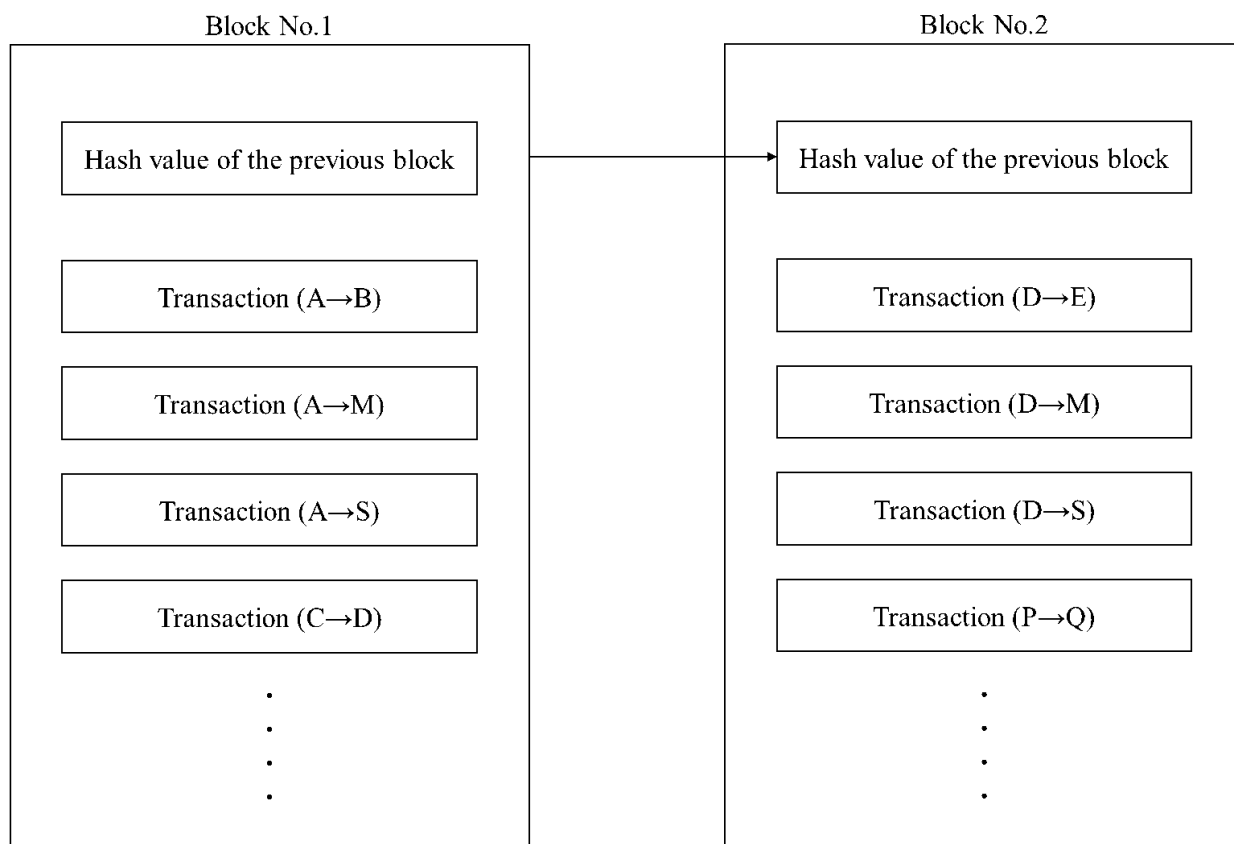 Block No.1
Hash value of the previous block
Transaction (A→B)
Transaction (A→M)
Transaction (A→S)
Transaction (C→D)
Block No.2
Hash value of the previous block
Transaction (D→E)
Transaction (D→M)
Transaction (D→S)
Transaction (P→Q)